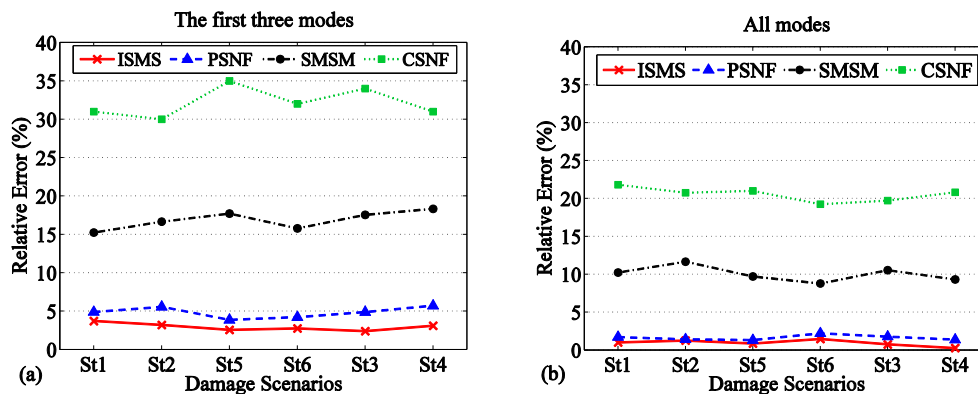 The first three modes
ISMS PSNF SMSM CSNF
Relative Error (%)
40
35
30
25
20
15
10
5
0
St1 St2 St5 St6 St3 St4
Damage Scenarios
(a)
All modes
ISMS PSNF SMSM CSNF
Relative Error (%)
40
35
30
25
20
15
10
5
0
St1 St2 St5 St6 St3 St4
Damage Scenarios
(b)